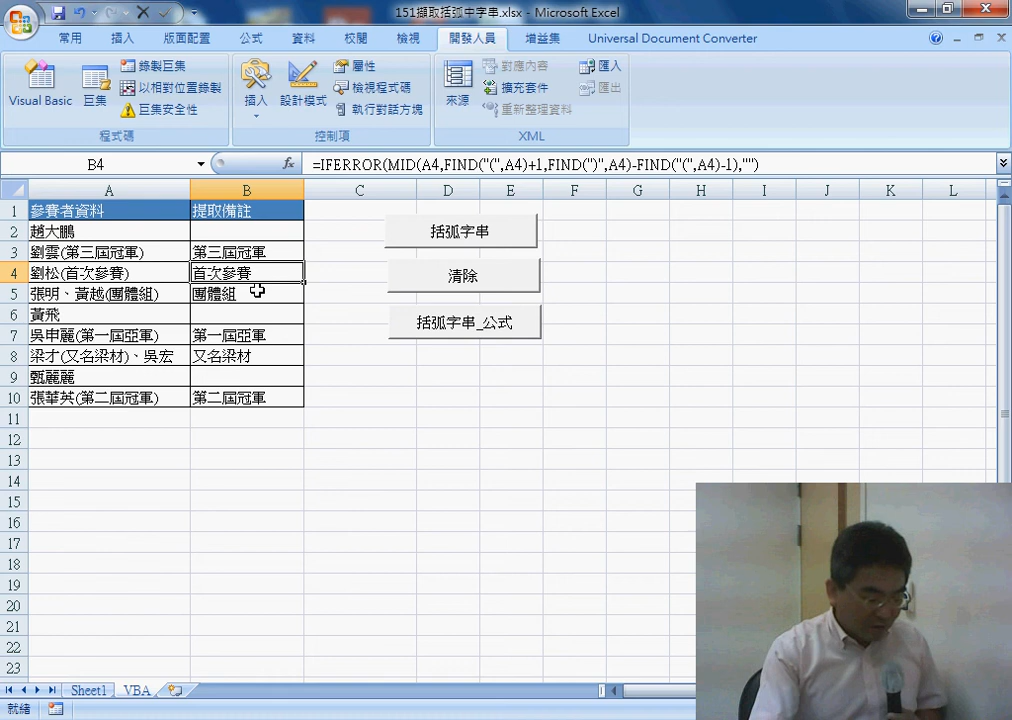 151擷取括弧中字串.xlsx - Microsoft Excel
常用 插入 版面配置 公式 資料 校閱 檢視 開發人員 增益集 Universal Document Converter
Visual Basic 巨集 錄製巨集 以相對位置錄製 巨集安全性 程式碼
插入 設計模式 屬性 檢視程式碼 執行對話方塊 控制項
來源 對應內容 擴充套件 重新整理資料 匯入 匯出 XML
B4 fx =IFERROR(MID(A4,FIND("(",A4)+1,FIND(")",A4)-FIND("(",A4)-1),"")
A B C D E F G H I J K L
1 參賽者資料 提取備註
2 趙大鵬
括弧字串
3 劉雲(第三屆冠軍) 第三屆冠軍
4 劉松(首次參賽) 首次參賽
清除
5 張明、黃越(團體組) 團體組
6 黃飛
括弧字串_公式
7 吳申麗(第一屆亞軍) 第一屆亞軍
8 梁才(又名梁材)、吳宏 又名梁材
9 甄麗麗
10 張華英(第二屆冠軍) 第二屆冠軍
11
12
13
14
15
16
17
18
19
20
21
22
23
Sheet1 VBA
就緒